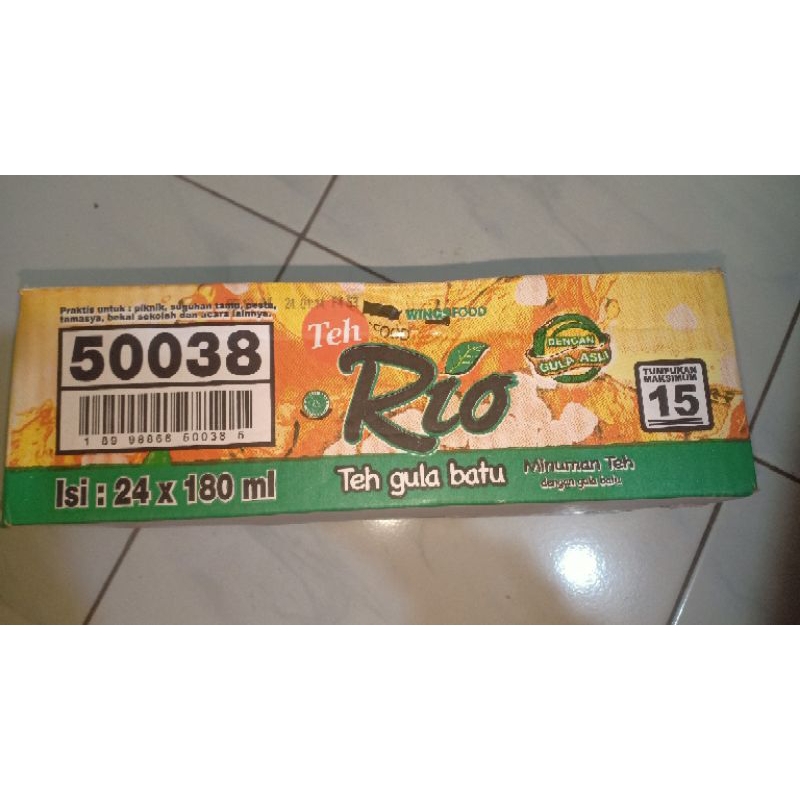 Praktis untuk : piknik, suguhan tamu, pesta,
tamasya, bekal sekolah dan acara lainnya.
50038
1 89 98866 50038 5
Isi : 24 x 180 ml
WINGSFOOD
FOOD
Teh
Rio
Teh gula batu
Minuman Teh
dengan gula batu
DENGAN
GULA ASLI
TUMPUKAN
MAKSIMUM
15